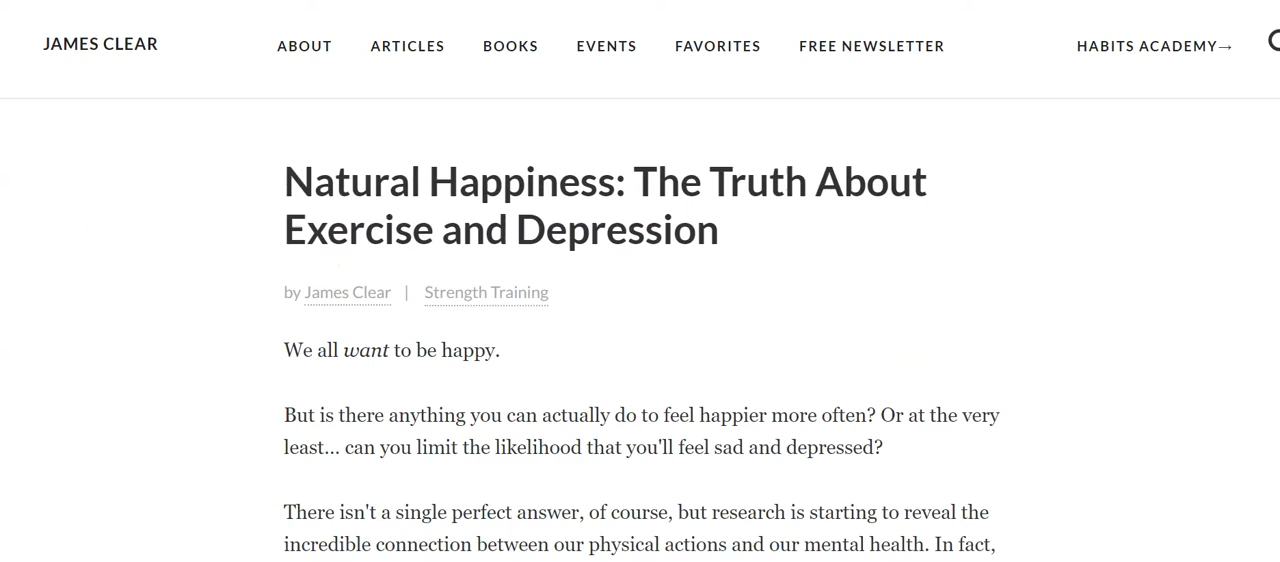 JAMES CLEAR ABOUT ARTICLES BOOKS EVENTS FAVORITES FREE NEWSLETTER HABITS ACADEMY→
Natural Happiness: The Truth About
Exercise and Depression
by James Clear | Strength Training
We all want to be happy.
But is there anything you can actually do to feel happier more often? Or at the very
least... can you limit the likelihood that you'll feel sad and depressed?
There isn't a single perfect answer, of course, but research is starting to reveal the
incredible connection between our physical actions and our mental health. In fact,